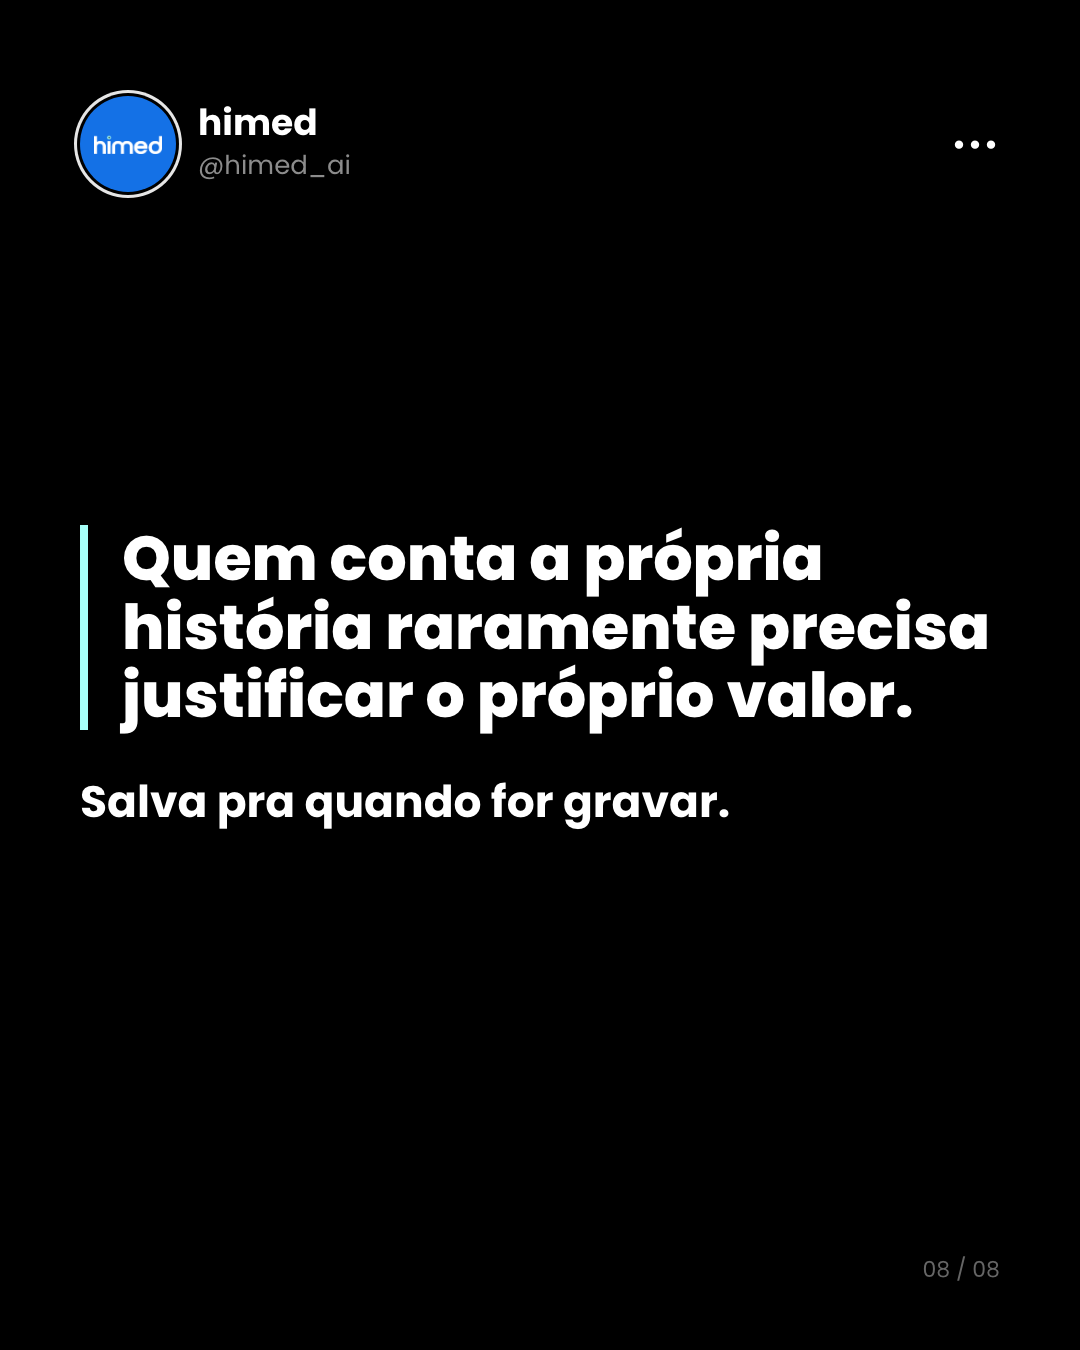 himed
himed
@himed_ai
Quem conta a própria
história raramente precisa
justificar o próprio valor.
Salva pra quando for gravar.
08 / 08